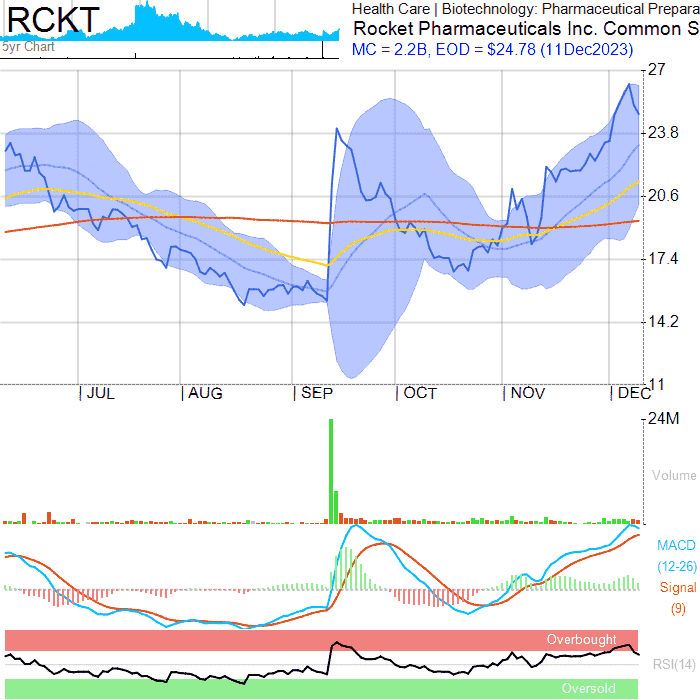 RCKT
5yr Chart
Health Care | Biotechnology: Pharmaceutical Prepara
Rocket Pharmaceuticals Inc. Common S
MC = 2.2B, EOD = $24.78 (11Dec2023)
27
23.8
20.6
17.4
14.2
11
JUL AUG SEP OCT NOV DEC
24M
Volume
MACD
(12-26)
Signal
(9)
Overbought
RSI(14)
Oversold